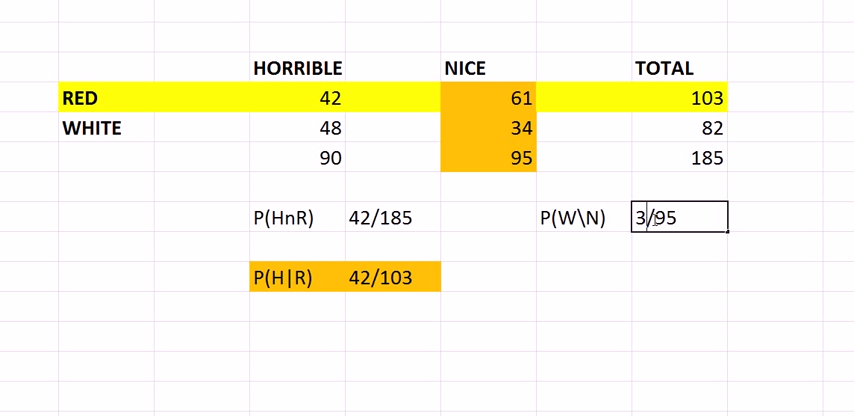 HORRIBLE NICE TOTAL
RED 42 61 103
WHITE 48 34 82
90 95 185
P(HnR) 42/185 P(W\N) 3/95
P(H|R) 42/103